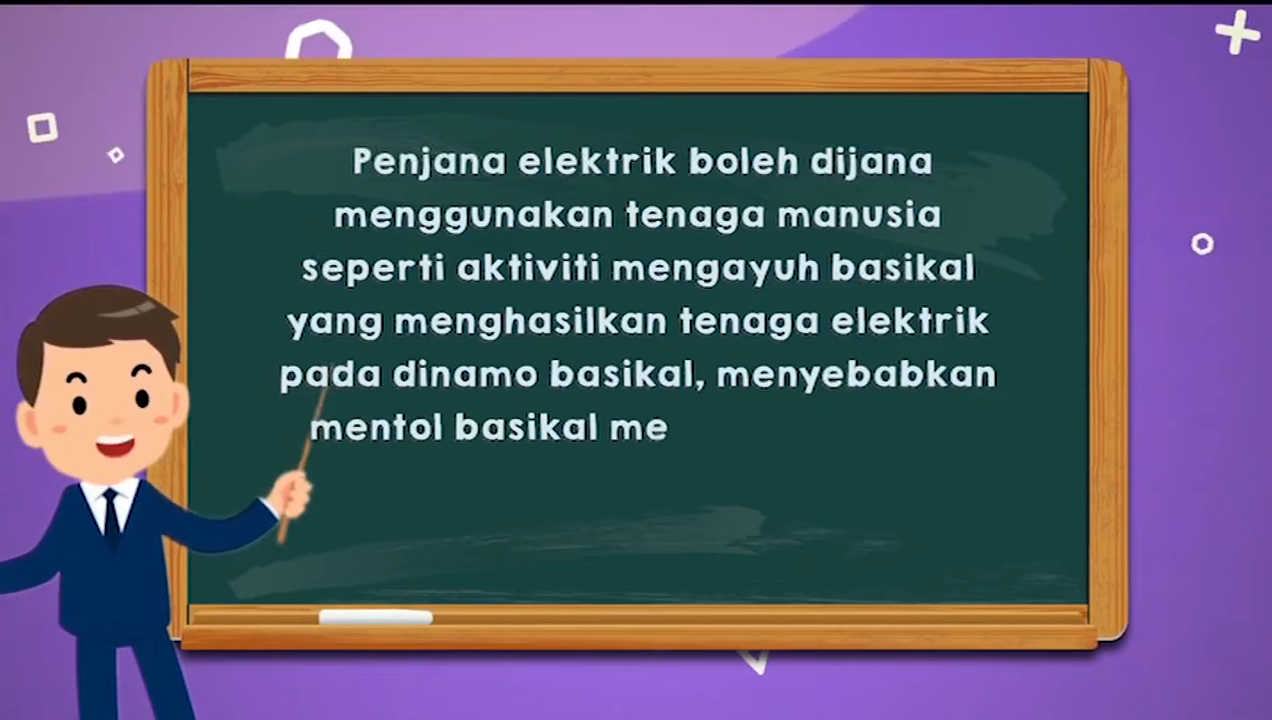 Penjana elektrik boleh dijana
menggunakan tenaga manusia
seperti aktiviti mengayuh basikal
yang menghasilkan tenaga elektrik
pada dinamo basikal, menyebabkan
mentol basikal me